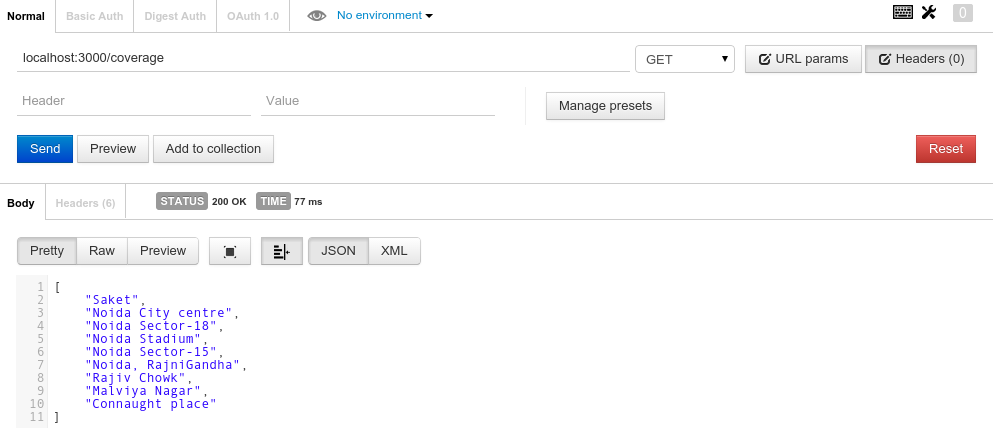 Normal Basic Auth Digest Auth OAuth 1.0 No environment 0
localhost:3000/coverage GET URL params Headers (0)
Header Value Manage presets
Send Preview Add to collection Reset
Body Headers (6) STATUS 200 OK TIME 77 ms
Pretty Raw Preview JSON XML
1 [
2 "Saket",
3 "Noida City centre",
4 "Noida Sector-18",
5 "Noida Stadium",
6 "Noida Sector-15",
7 "Noida, RajniGandha",
8 "Rajiv Chowk",
9 "Malviya Nagar",
10 "Connaught place"
11 ]